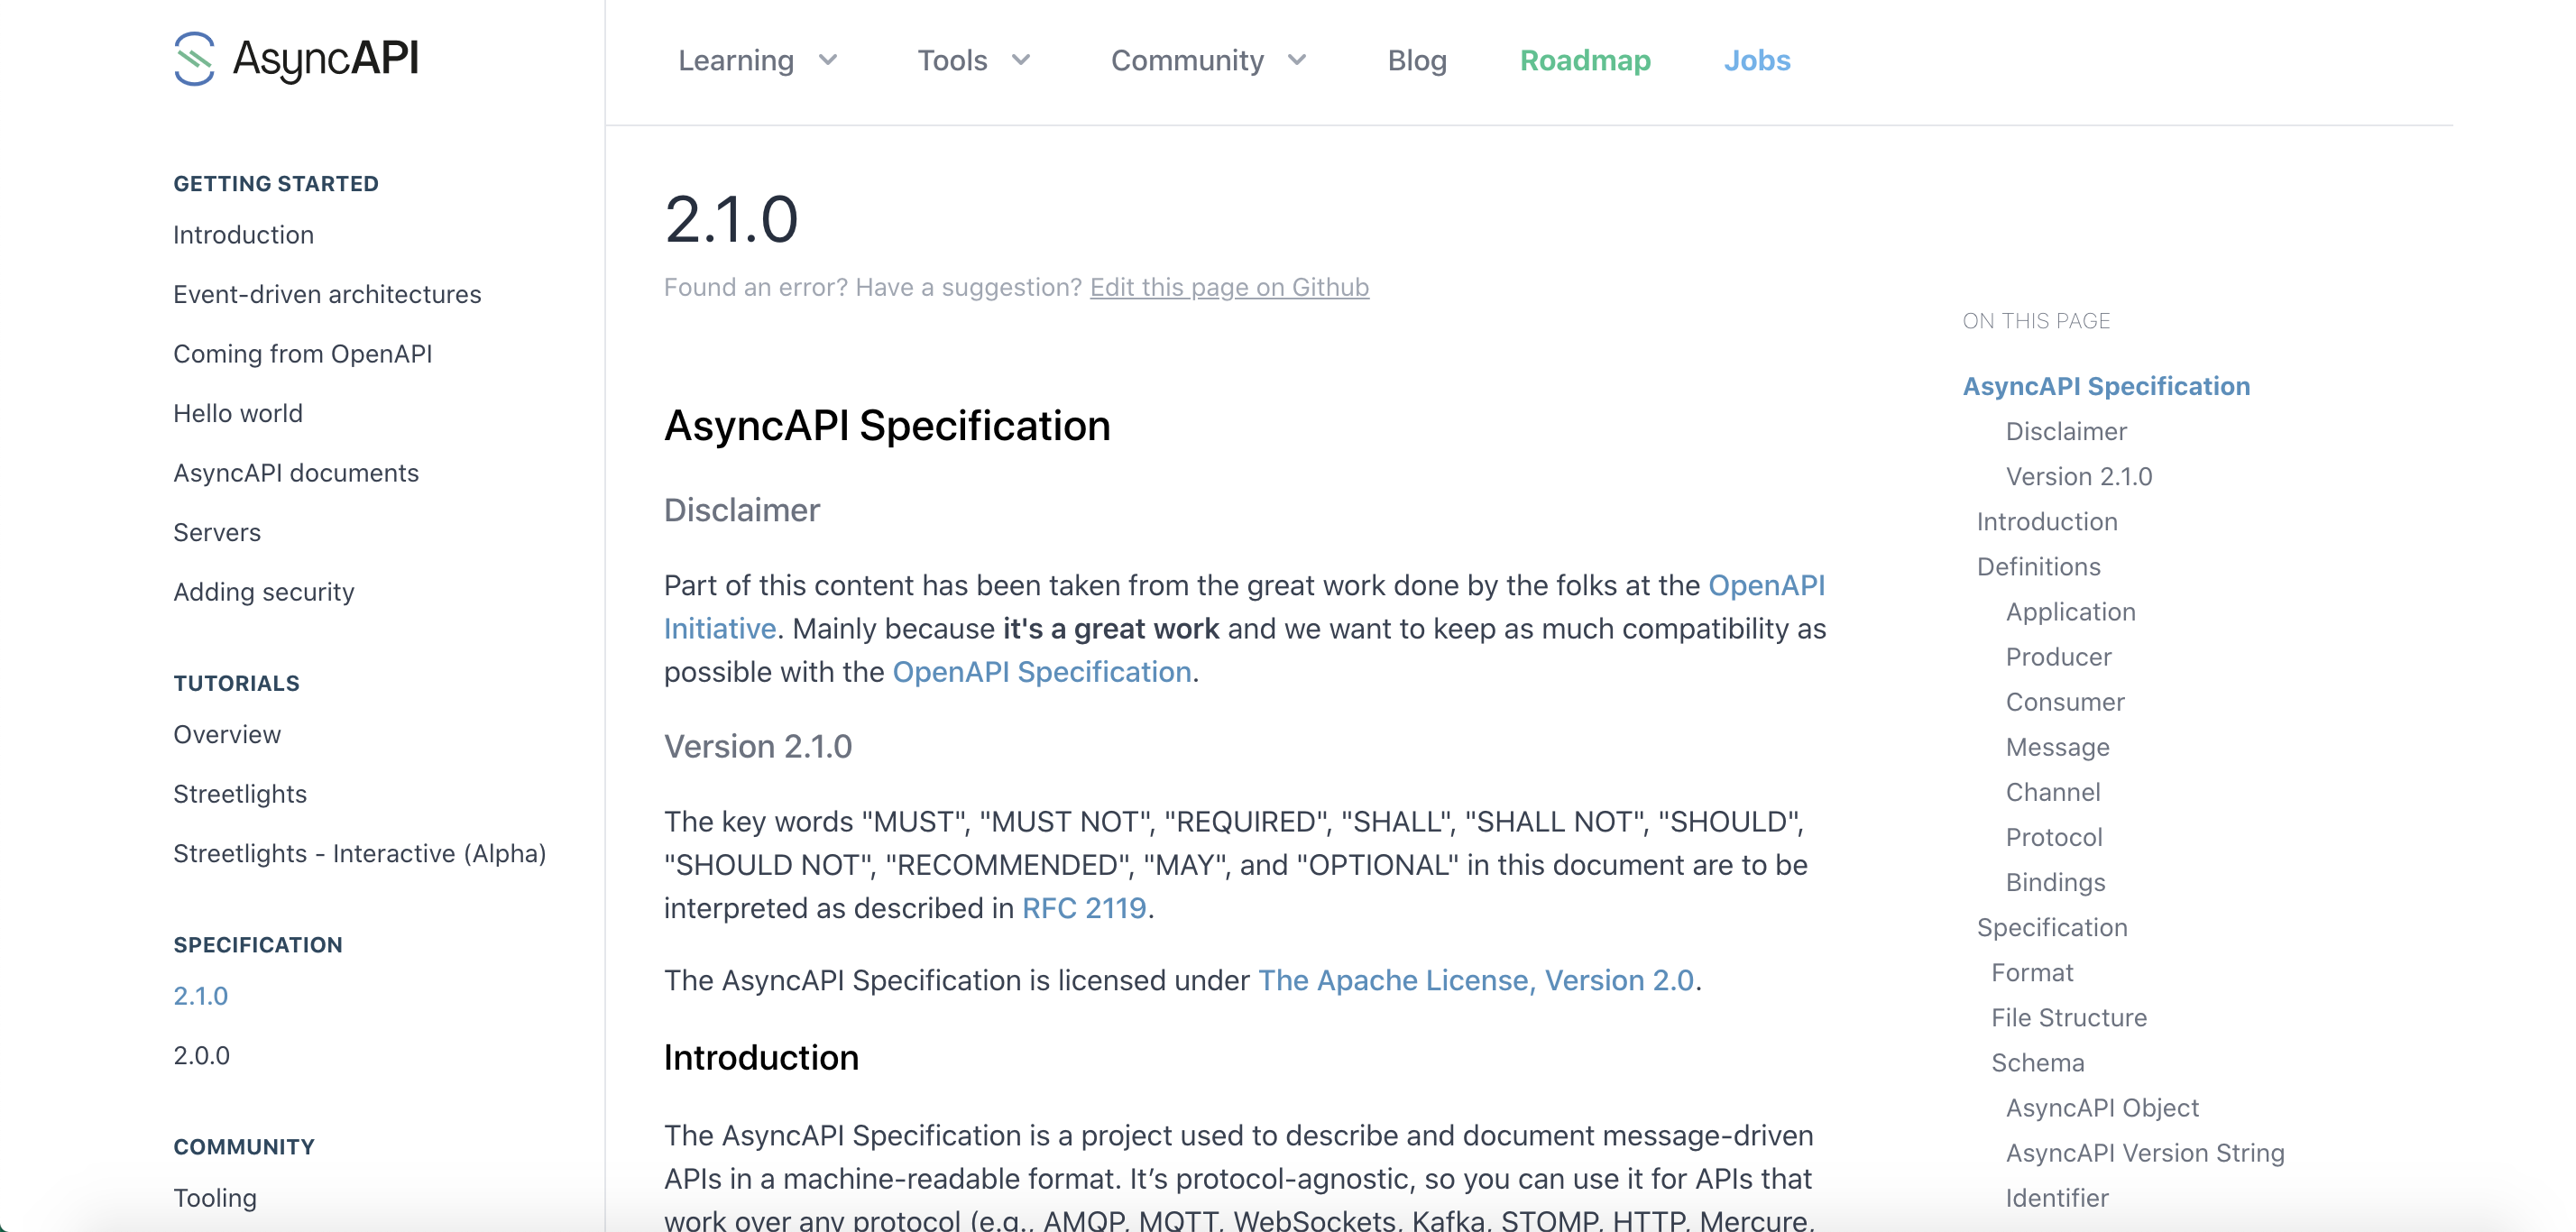 AsyncAPI
Learning
Tools
Community
Blog
Roadmap
Jobs
GETTING STARTED
Introduction
Event-driven architectures
Coming from OpenAPI
Hello world
AsyncAPI documents
Servers
Adding security
TUTORIALS
Overview
Streetlights
Streetlights - Interactive (Alpha)
SPECIFICATION
2.1.0
2.0.0
COMMUNITY
Tooling
2.1.0
Found an error? Have a suggestion? Edit this page on Github
AsyncAPI Specification
Disclaimer
Part of this content has been taken from the great work done by the folks at the OpenAPI
Initiative. Mainly because it's a great work and we want to keep as much compatibility as
possible with the OpenAPI Specification.
Version 2.1.0
The key words "MUST", "MUST NOT", "REQUIRED", "SHALL", "SHALL NOT", "SHOULD",
"SHOULD NOT", "RECOMMENDED", "MAY", and "OPTIONAL" in this document are to be
interpreted as described in RFC 2119.
The AsyncAPI Specification is licensed under The Apache License, Version 2.0.
Introduction
The AsyncAPI Specification is a project used to describe and document message-driven
APIs in a machine-readable format. It’s protocol-agnostic, so you can use it for APIs that
work over any protocol (e.g., AMQP, MQTT, WebSockets, Kafka, STOMP, HTTP, Mercure,
ON THIS PAGE
AsyncAPI Specification
Disclaimer
Version 2.1.0
Introduction
Definitions
Application
Producer
Consumer
Message
Channel
Protocol
Bindings
Specification
Format
File Structure
Schema
AsyncAPI Object
AsyncAPI Version String
Identifier